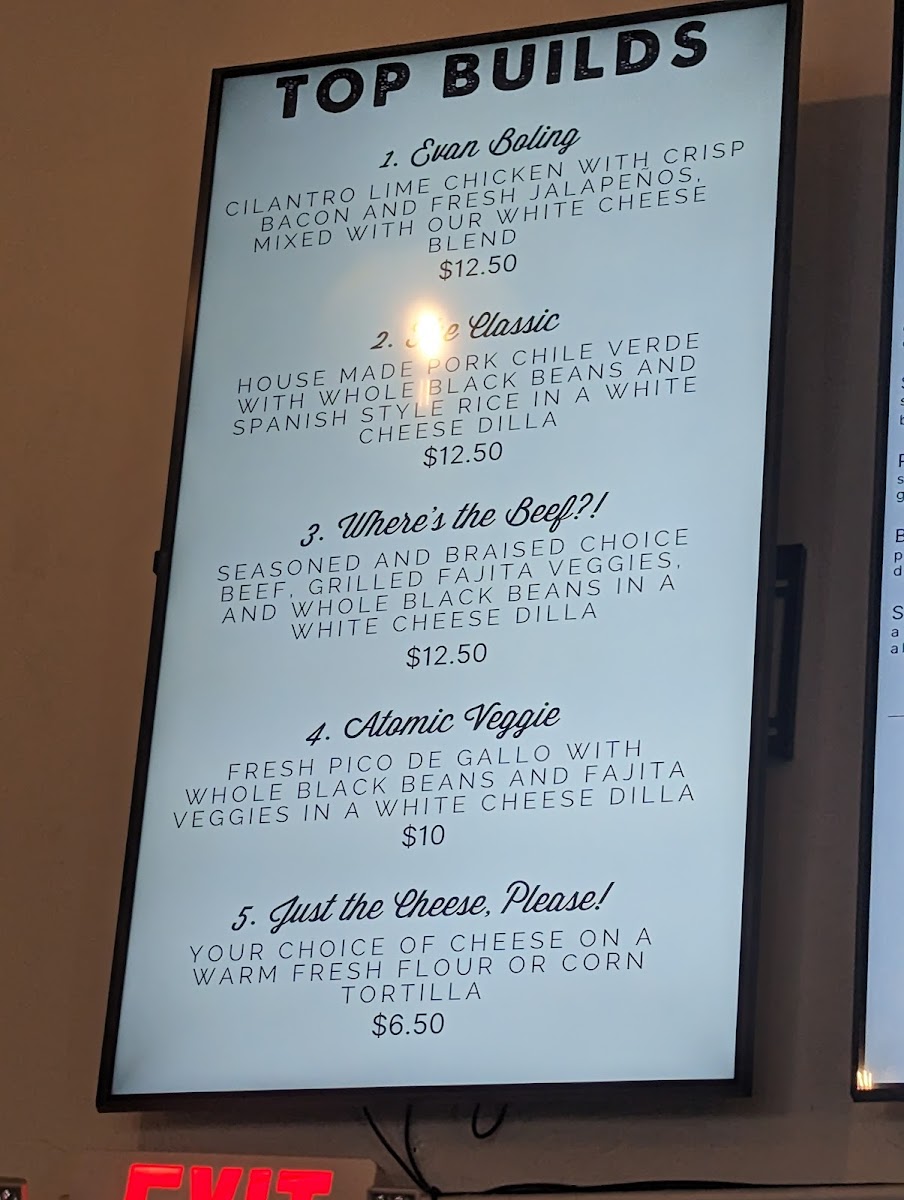 TOP BUILDS
1. Evan Boling
CILANTRO LIME CHICKEN WITH CRISP
BACON AND FRESH JALAPEÑOS,
MIXED WITH OUR WHITE CHEESE
BLEND
$12.50
2. The Classic
HOUSE MADE PORK CHILE VERDE
WITH WHOLE BLACK BEANS AND
SPANISH STYLE RICE IN A WHITE
CHEESE DILLA
$12.50
3. Where's the Beef?!
SEASONED AND BRAISED CHOICE
BEEF, GRILLED FAJITA VEGGIES,
AND WHOLE BLACK BEANS IN A
WHITE CHEESE DILLA
$12.50
4. Atomic Veggie
FRESH PICO DE GALLO WITH
WHOLE BLACK BEANS AND FAJITA
VEGGIES IN A WHITE CHEESE DILLA
$10
5. Just the Cheese, Please!
YOUR CHOICE OF CHEESE ON A
WARM FRESH FLOUR OR CORN
TORTILLA
$6.50
EXIT